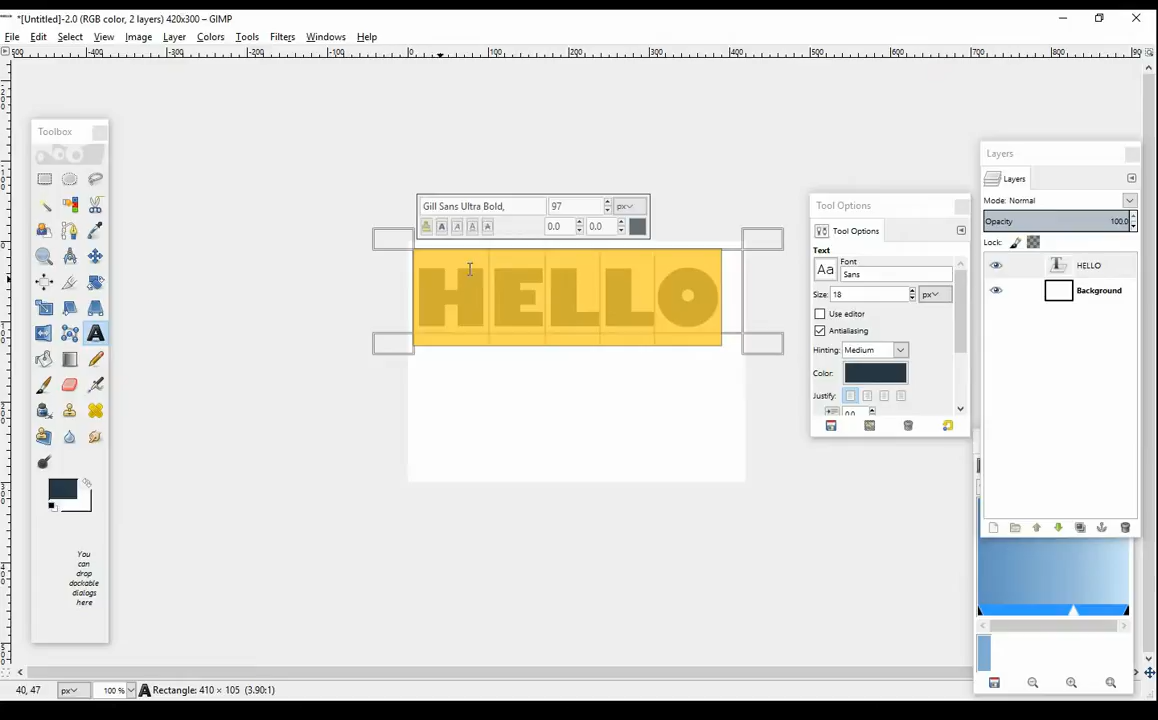 *[Untitled]-2.0 (RGB color, 2 layers) 420x300 – GIMP
File Edit Select View Image Layer Colors Tools Filters Windows Help
Toolbox
You
can
drop
dockable
dialogs
here
Gill Sans Ultra Bold, 97 px
0.0 0.0
HELLO
Tool Options
Tool Options
Text
Aa Font
Sans
Size: 18 px
Use editor
Antialiasing
Hinting: Medium
Color:
Justify:
0.0
Layers
Layers
Mode: Normal
Opacity 100.0
Lock:
HELLO
Background
40, 47 px 100 % A Rectangle: 410 × 105 (3.90:1)